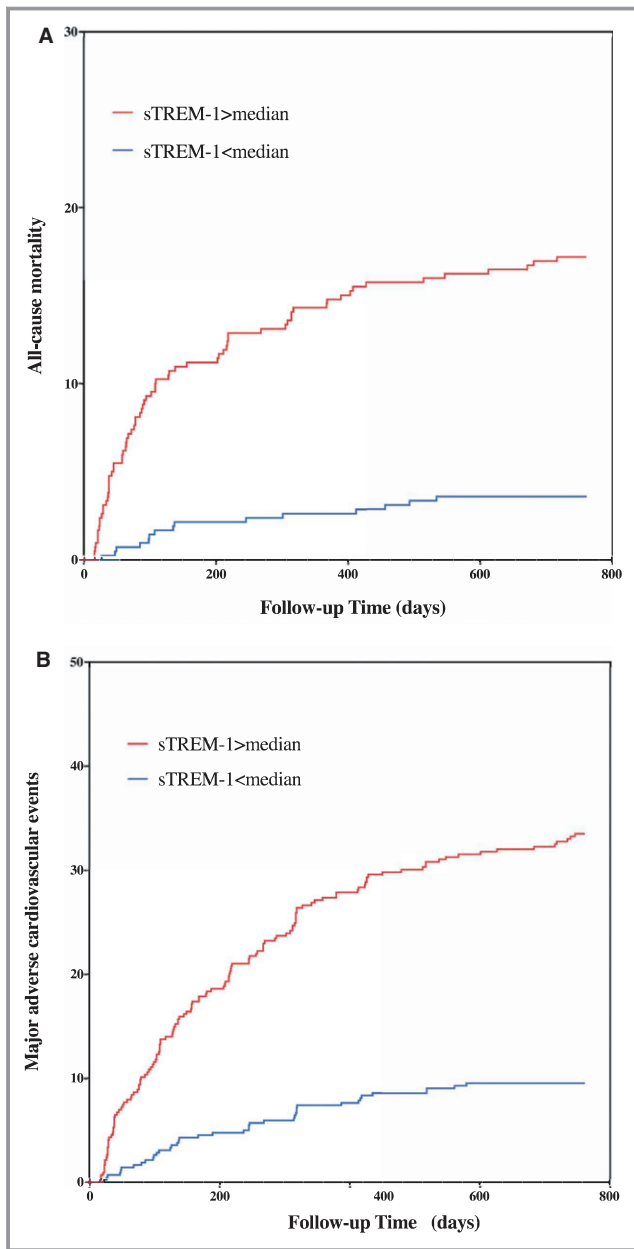 A
30
20
10
0
sTREM-1>median
sTREM-1<median
All-cause mortality
0 200 400 600 800
Follow-up Time (days)
B
50
40
30
20
10
0
sTREM-1>median
sTREM-1<median
Major adverse cardiovascular events
0 200 400 600 800
Follow-up Time (days)